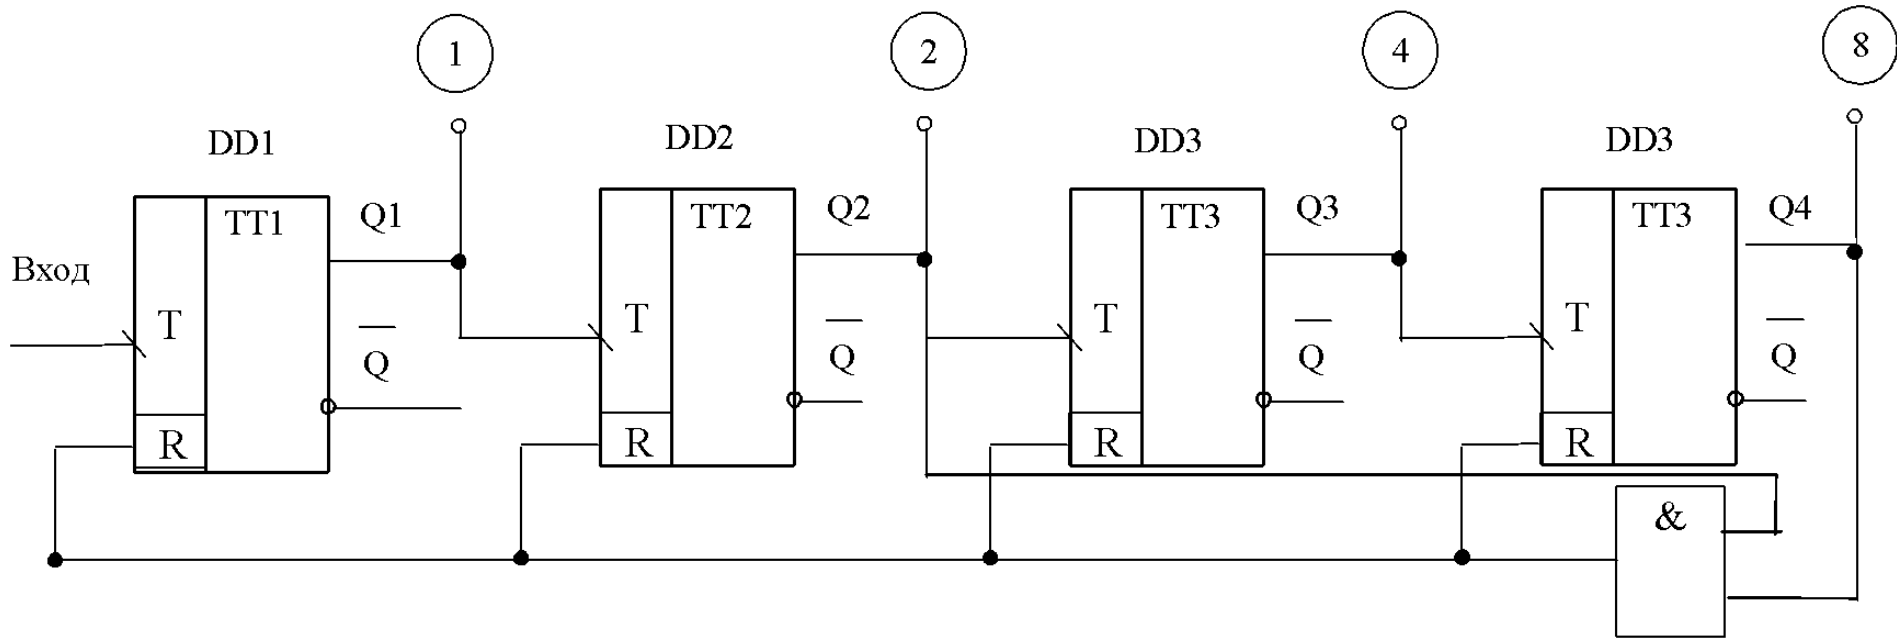 1 2 4 8
DD1 DD2 DD3 DD3
TT1 Q1 TT2 Q2 TT3 Q3 TT3 Q4
Вход
T T T T
Q̅ Q̅ Q̅ Q̅
R R R R
&